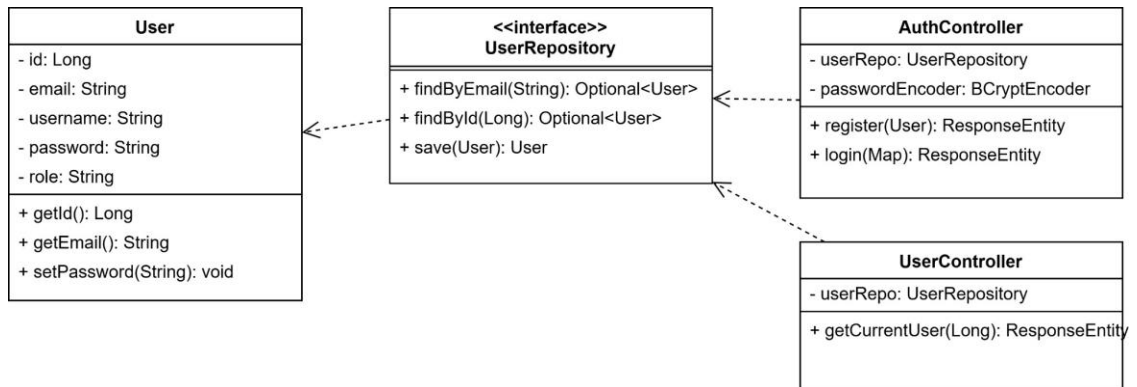 User
- id: Long
- email: String
- username: String
- password: String
- role: String
+ getId(): Long
+ getEmail(): String
+ setPassword(String): void
<<interface>>
UserRepository
+ findByEmail(String): Optional<User>
+ findById(Long): Optional<User>
+ save(User): User
AuthController
- userRepo: UserRepository
- passwordEncoder: BCryptEncoder
+ register(User): ResponseEntity
+ login(Map): ResponseEntity
UserController
- userRepo: UserRepository
+ getCurrentUser(Long): ResponseEntity